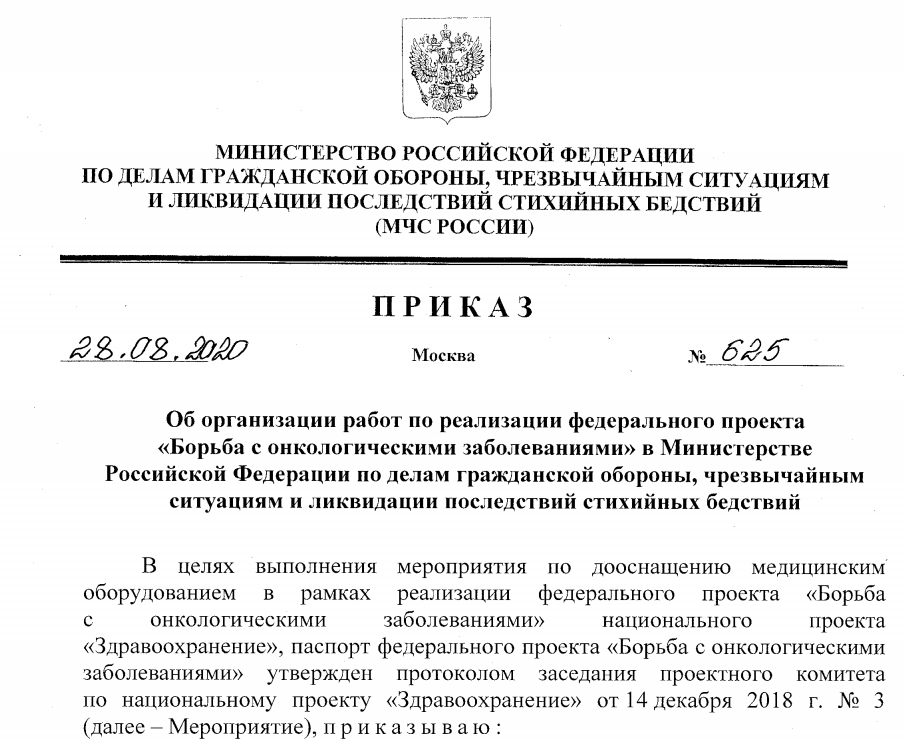 МИНИСТЕРСТВО РОССИЙСКОЙ ФЕДЕРАЦИИ
ПО ДЕЛАМ ГРАЖДАНСКОЙ ОБОРОНЫ, ЧРЕЗВЫЧАЙНЫМ СИТУАЦИЯМ
И ЛИКВИДАЦИИ ПОСЛЕДСТВИЙ СТИХИЙНЫХ БЕДСТВИЙ
(МЧС РОССИИ)
П Р И К А З
28.08.2020 Москва № 625
Об организации работ по реализации федерального проекта
«Борьба с онкологическими заболеваниями» в Министерстве
Российской Федерации по делам гражданской обороны, чрезвычайным
ситуациям и ликвидации последствий стихийных бедствий
В целях выполнения мероприятия по дооснащению медицинским
оборудованием в рамках реализации федерального проекта «Борьба
с онкологическими заболеваниями» национального проекта
«Здравоохранение», паспорт федерального проекта «Борьба с онкологическими
заболеваниями» утвержден протоколом заседания проектного комитета
по национальному проекту «Здравоохранение» от 14 декабря 2018 г. № 3
(далее – Мероприятие), п р и к а з ы в а ю :